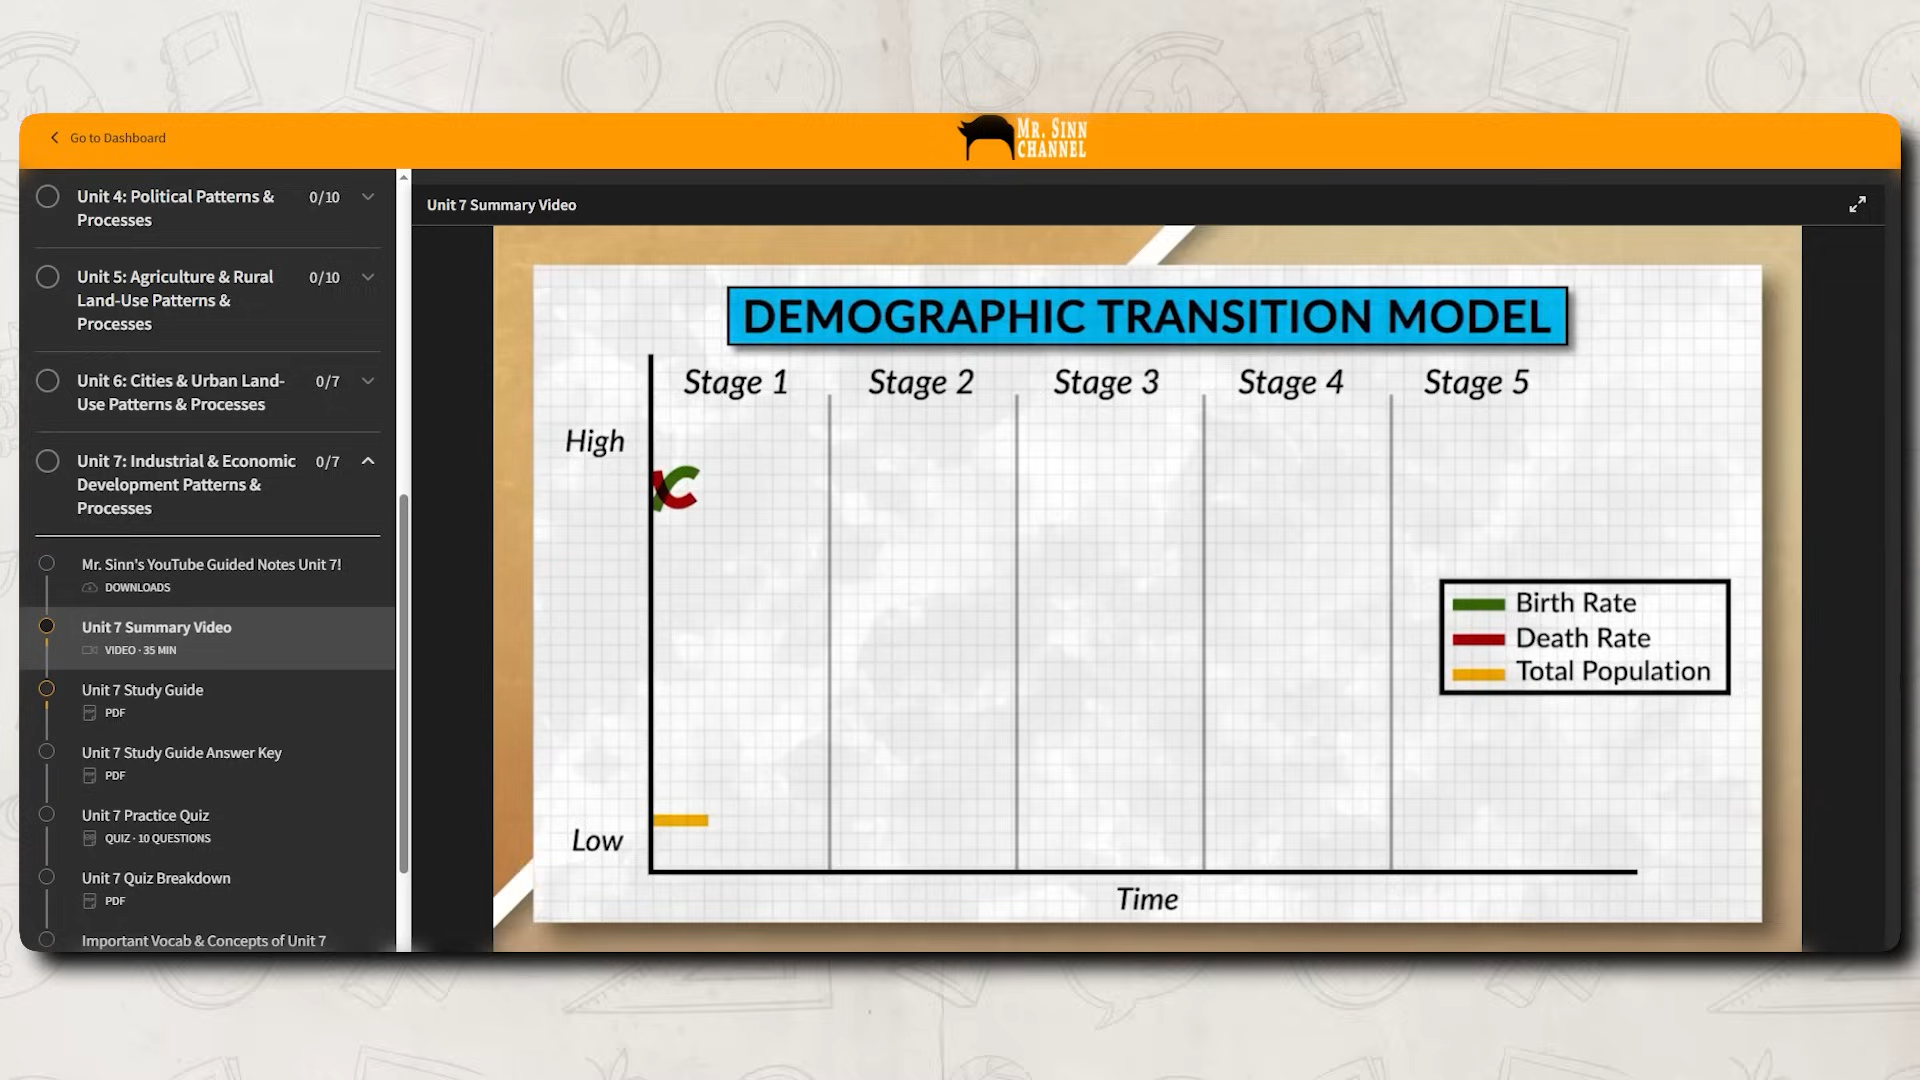 Go to Dashboard
MR. SINN
CHANNEL
Unit 4: Political Patterns &
Processes
0/10
Unit 5: Agriculture & Rural
Land-Use Patterns &
Processes
0/10
Unit 6: Cities & Urban Land-
Use Patterns & Processes
0/7
Unit 7: Industrial & Economic
Development Patterns &
Processes
0/7
Mr. Sinn's YouTube Guided Notes Unit 7!
DOWNLOADS
Unit 7 Summary Video
VIDEO · 35 MIN
Unit 7 Study Guide
PDF
Unit 7 Study Guide Answer Key
PDF
Unit 7 Practice Quiz
QUIZ · 10 QUESTIONS
Unit 7 Quiz Breakdown
PDF
Important Vocab & Concepts of Unit 7
Unit 7 Summary Video
DEMOGRAPHIC TRANSITION MODEL
Stage 1 Stage 2 Stage 3 Stage 4 Stage 5
High
Birth Rate
Death Rate
Total Population
Low
Time